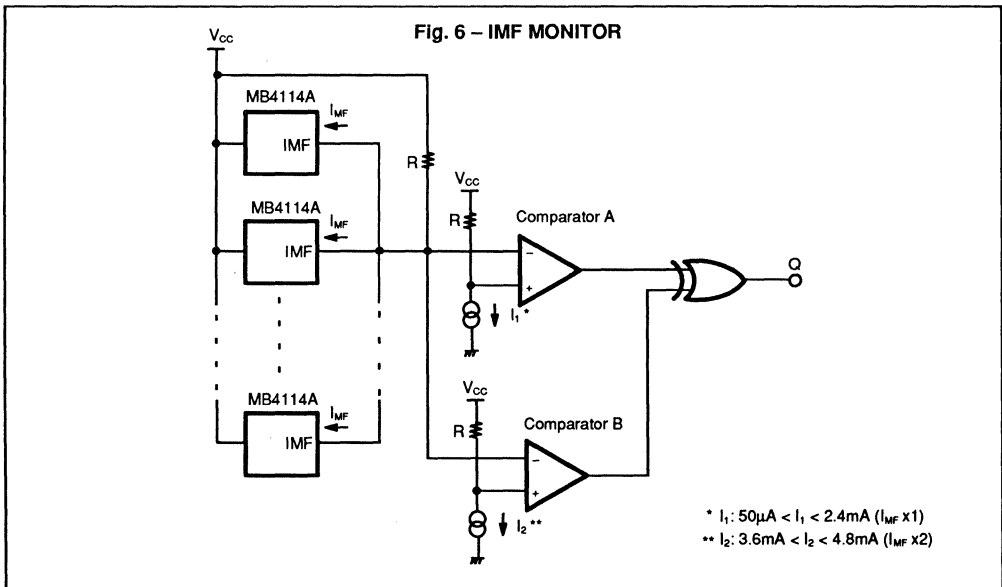 Fig. 6 – IMF MONITOR
VCC
MB4114A
IMF
IMF
R
MB4114A
IMF
IMF
VCC
R
Comparator A
–
+
I1 *
Q
MB4114A
IMF
IMF
VCC
R
Comparator B
–
+
I2 **
* I1: 50µA < I1 < 2.4mA (IMF x1)
** I2: 3.6mA < I2 < 4.8mA (IMF x2)